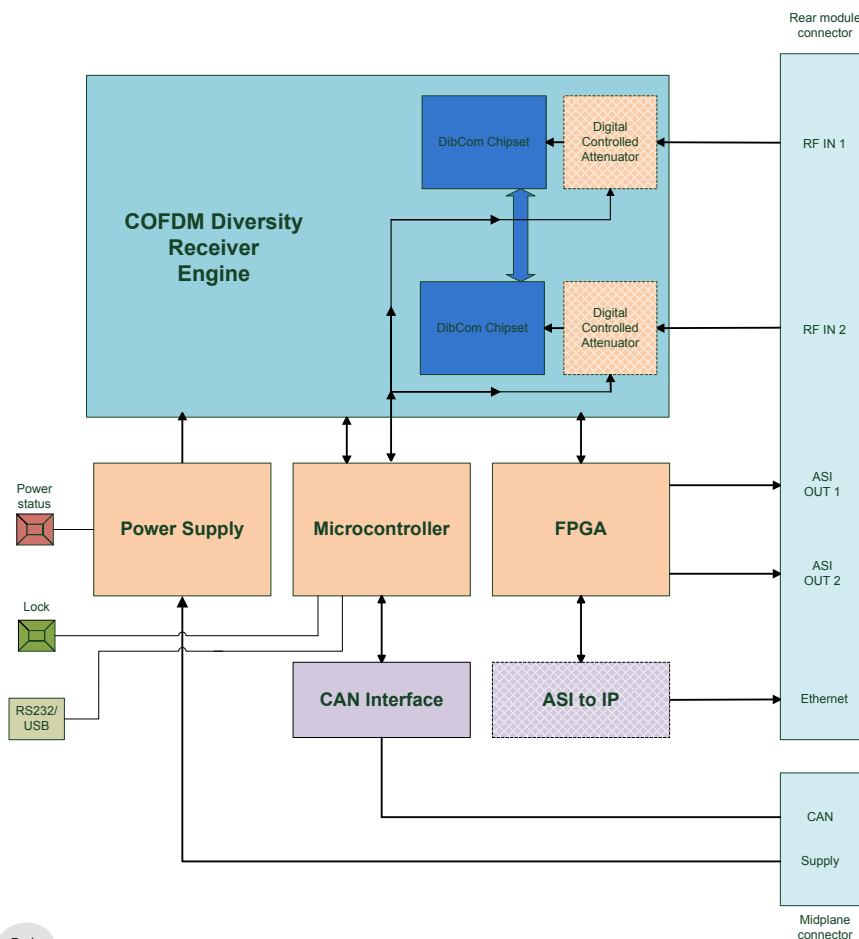 Rear module
connector
DibCom Chipset
Digital
Controlled
Attenuator
RF IN 1
COFDM Diversity
Receiver
Engine
DibCom Chipset
Digital
Controlled
Attenuator
RF IN 2
Power
status
Power Supply
Microcontroller
FPGA
ASI
OUT 1
ASI
OUT 2
Lock
RS232/
USB
CAN Interface
ASI to IP
Ethernet
CAN
Supply
Midplane
connector